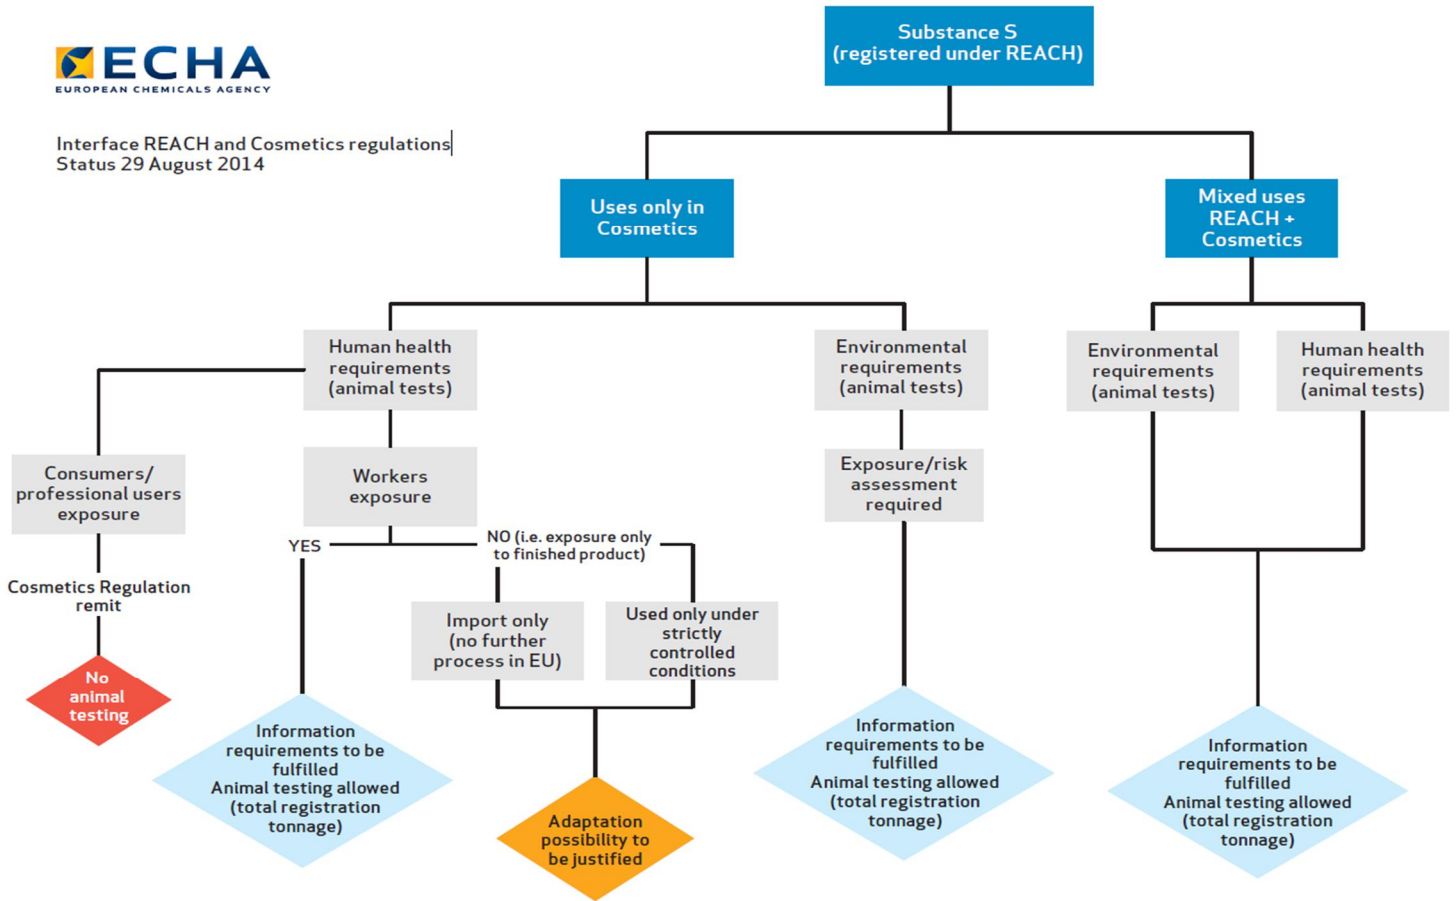 ECHA
EUROPEAN CHEMICALS AGENCY
Interface REACH and Cosmetics regulations
Status 29 August 2014
Substance S
(registered under REACH)
Uses only in
Cosmetics
Mixed uses
REACH +
Cosmetics
Human health
requirements
(animal tests)
Environmental
requirements
(animal tests)
Environmental
requirements
(animal tests)
Human health
requirements
(animal tests)
Consumers/
professional users
exposure
Workers
exposure
Exposure/risk
assessment
required
YES
NO (i.e. exposure only
to finished product)
Cosmetics Regulation
remit
Import only
(no further
process in EU)
Used only under
strictly
controlled
conditions
No
animal
testing
Information
requirements to be
fulfilled
Animal testing allowed
(total registration
tonnage)
Adaptation
possibility to
be justified
Information
requirements to be
fulfilled
Animal testing allowed
(total registration
tonnage)
Information
requirements to be
fulfilled
Animal testing allowed
(total registration
tonnage)